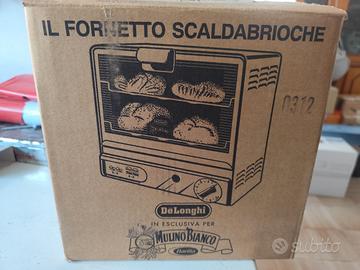 IL FORNETTO SCALDABRIOCHE
0312
DeLonghi
IN ESCLUSIVA PER
MULINO BIANCO
Barilla
subito